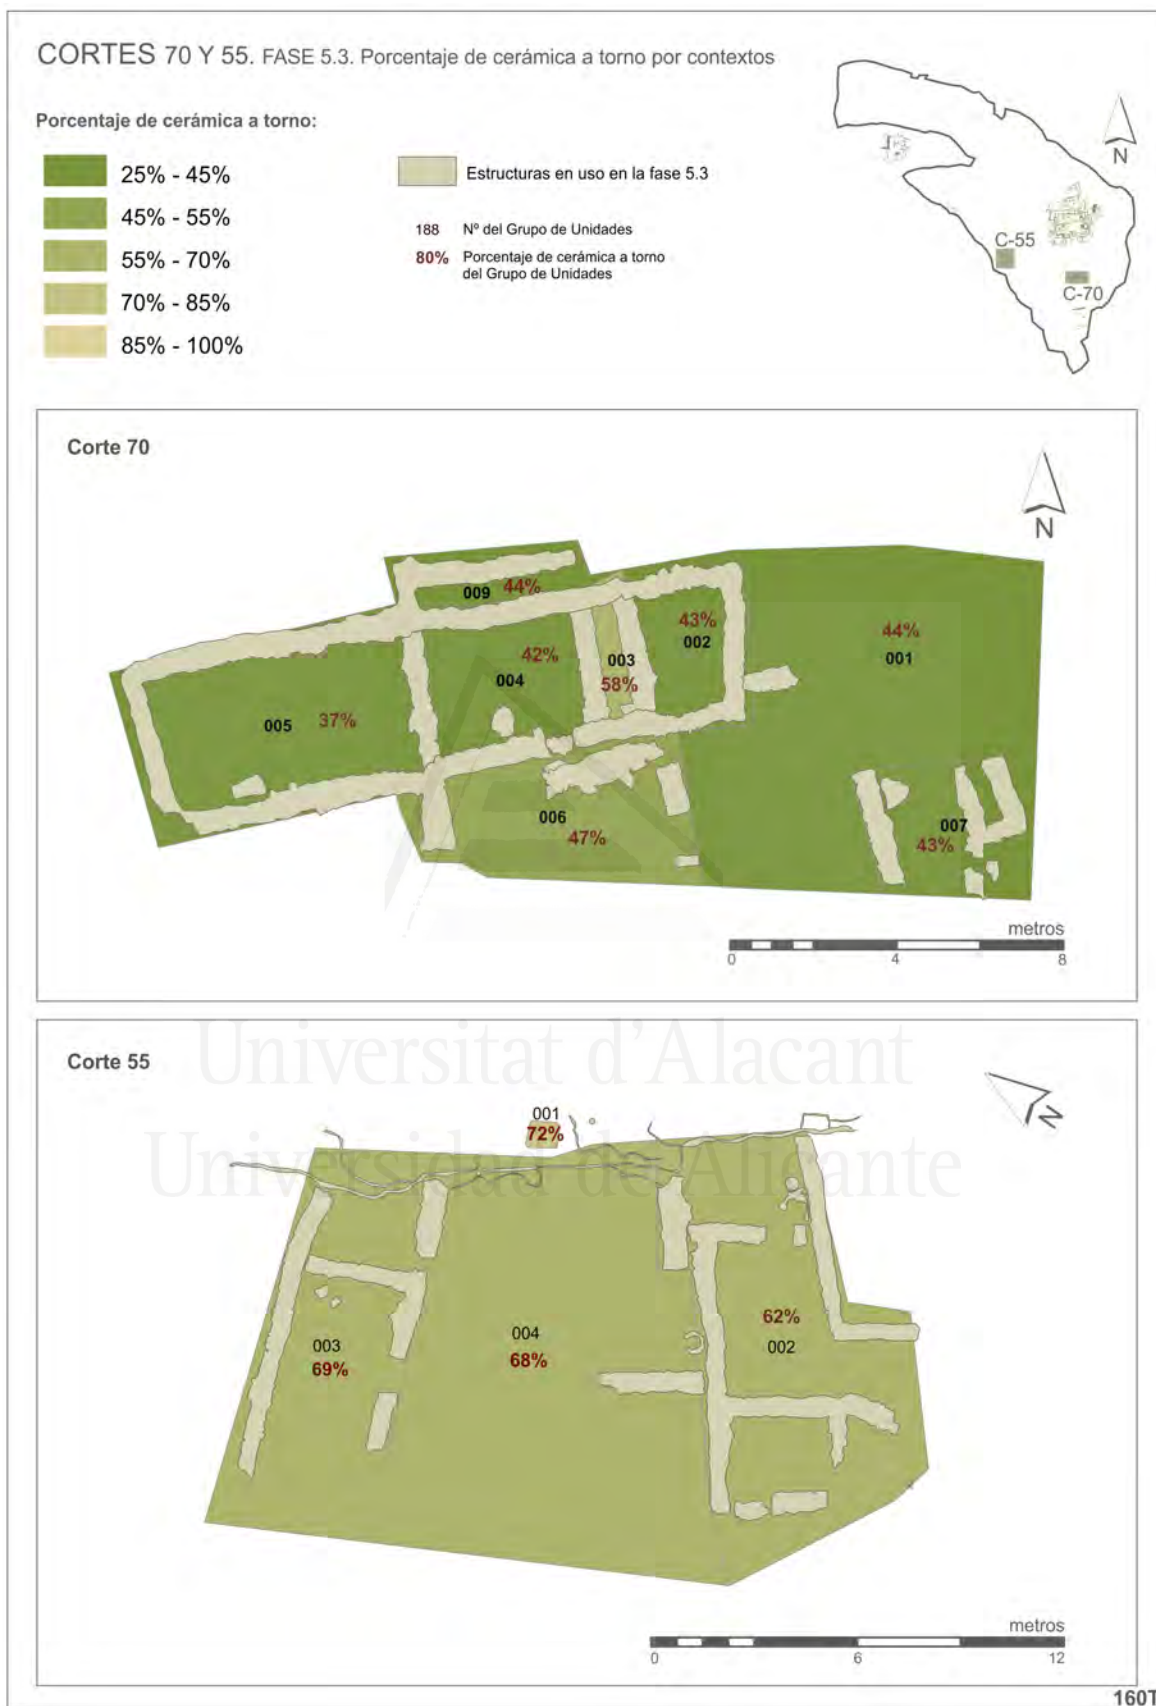 CORTES 70 Y 55. FASE 5.3. Porcentaje de cerámica a torno por contextos
Porcentaje de cerámica a torno:
25% - 45%
45% - 55%
55% - 70%
70% - 85%
85% - 100%
Estructuras en uso en la fase 5.3
188 Nº del Grupo de Unidades
80% Porcentaje de cerámica a torno
del Grupo de Unidades
N
C-55
C-70
Corte 70
N
009 44%
43%
002
44%
001
42%
004
003
58%
005 37%
006
47%
007
43%
metros
0 4 8
Universitat d'Alacant
Universidad de Alicante
Corte 55
N
001
72%
62%
002
003
69%
004
68%
metros
0 6 12
160T